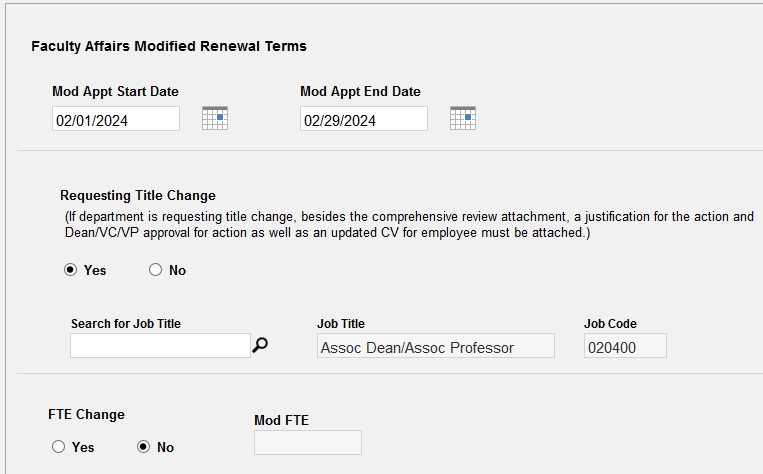 Faculty Affairs Modified Renewal Terms
Mod Appt Start Date Mod Appt End Date
02/01/2024 02/29/2024
Requesting Title Change
(If department is requesting title change, besides the comprehensive review attachment, a justification for the action and
Dean/VC/VP approval for action as well as an updated CV for employee must be attached.)
Yes No
Search for Job Title Job Title Job Code
Assoc Dean/Assoc Professor 020400
FTE Change Mod FTE
Yes No